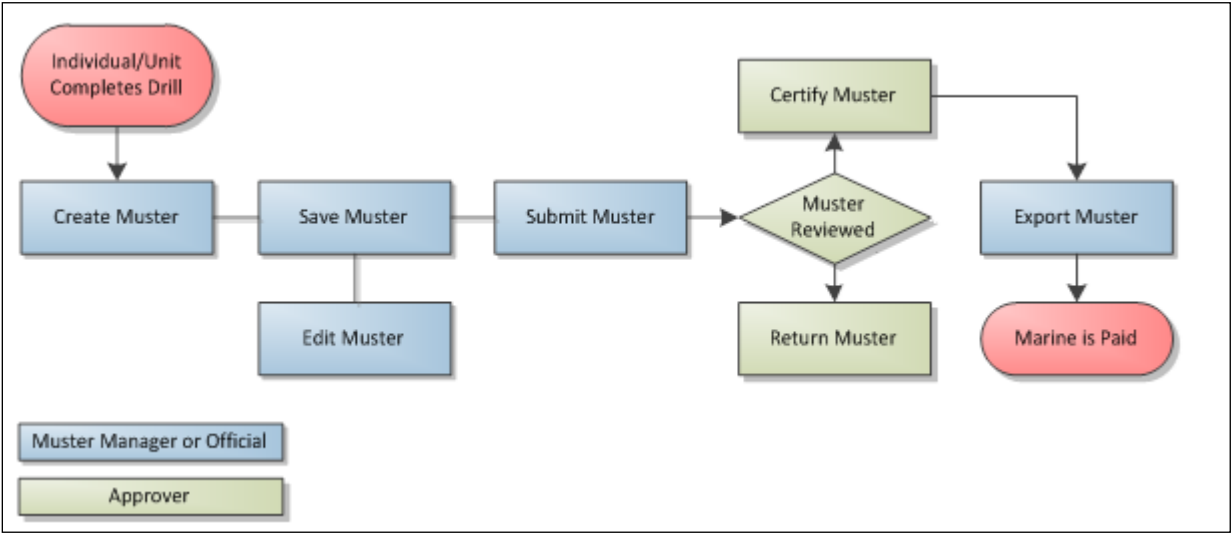 Individual/Unit
Completes Drill
Create Muster
Save Muster
Edit Muster
Submit Muster
Muster
Reviewed
Certify Muster
Return Muster
Export Muster
Marine is Paid
Muster Manager or Official
Approver